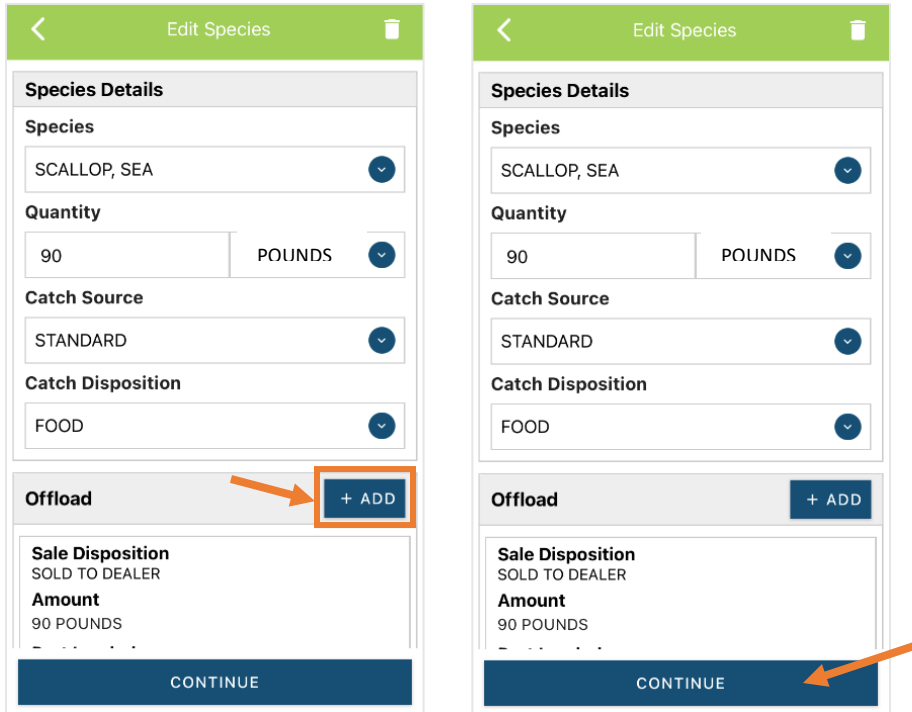 Edit Species
Species Details
Species
SCALLOP, SEA
Quantity
90 POUNDS
Catch Source
STANDARD
Catch Disposition
FOOD
Offload + ADD
Sale Disposition
SOLD TO DEALER
Amount
90 POUNDS
CONTINUE
Edit Species
Species Details
Species
SCALLOP, SEA
Quantity
90 POUNDS
Catch Source
STANDARD
Catch Disposition
FOOD
Offload + ADD
Sale Disposition
SOLD TO DEALER
Amount
90 POUNDS
CONTINUE